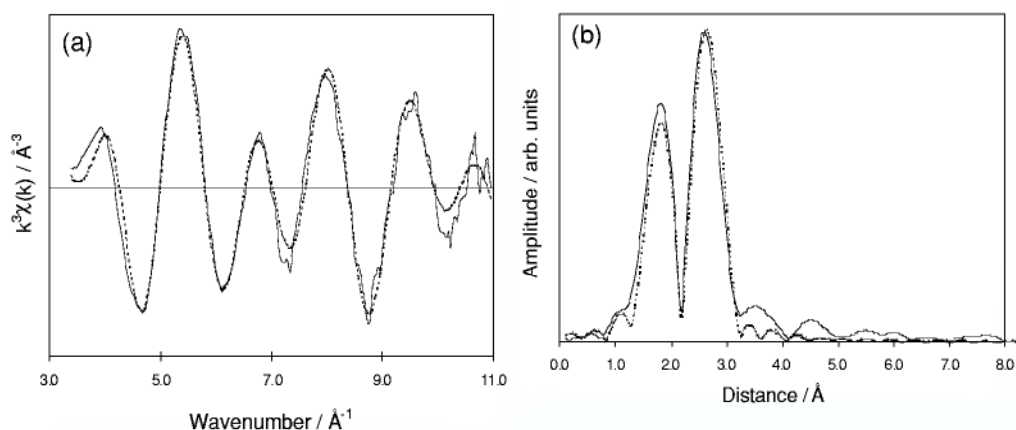 (a)
k³χ(k) / Å⁻³
3.0 5.0 7.0 9.0 11.0
Wavenumber / Å⁻¹
(b)
Amplitude / arb. units
0.0 1.0 2.0 3.0 4.0 5.0 6.0 7.0 8.0
Distance / Å